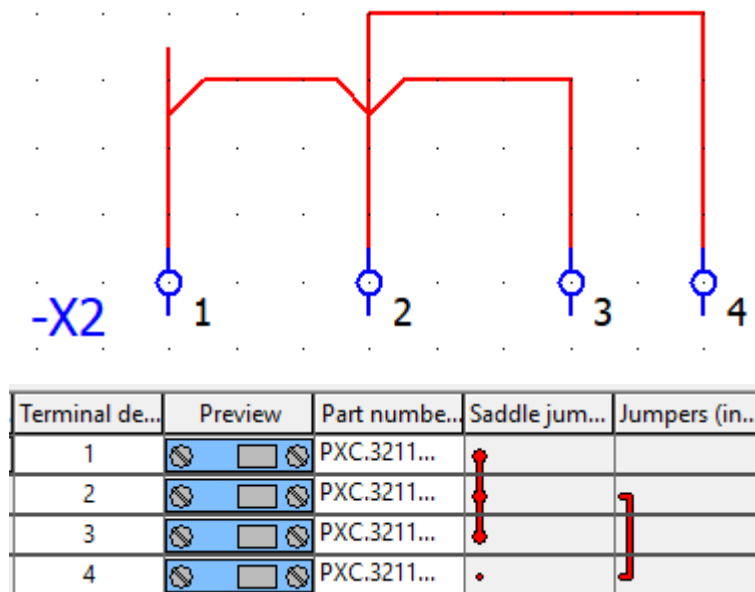 -X2 1 2 3 4
Terminal de... Preview Part numbe... Saddle jum... Jumpers (in...
1 PXC.3211...
2 PXC.3211...
3 PXC.3211...
4 PXC.3211...